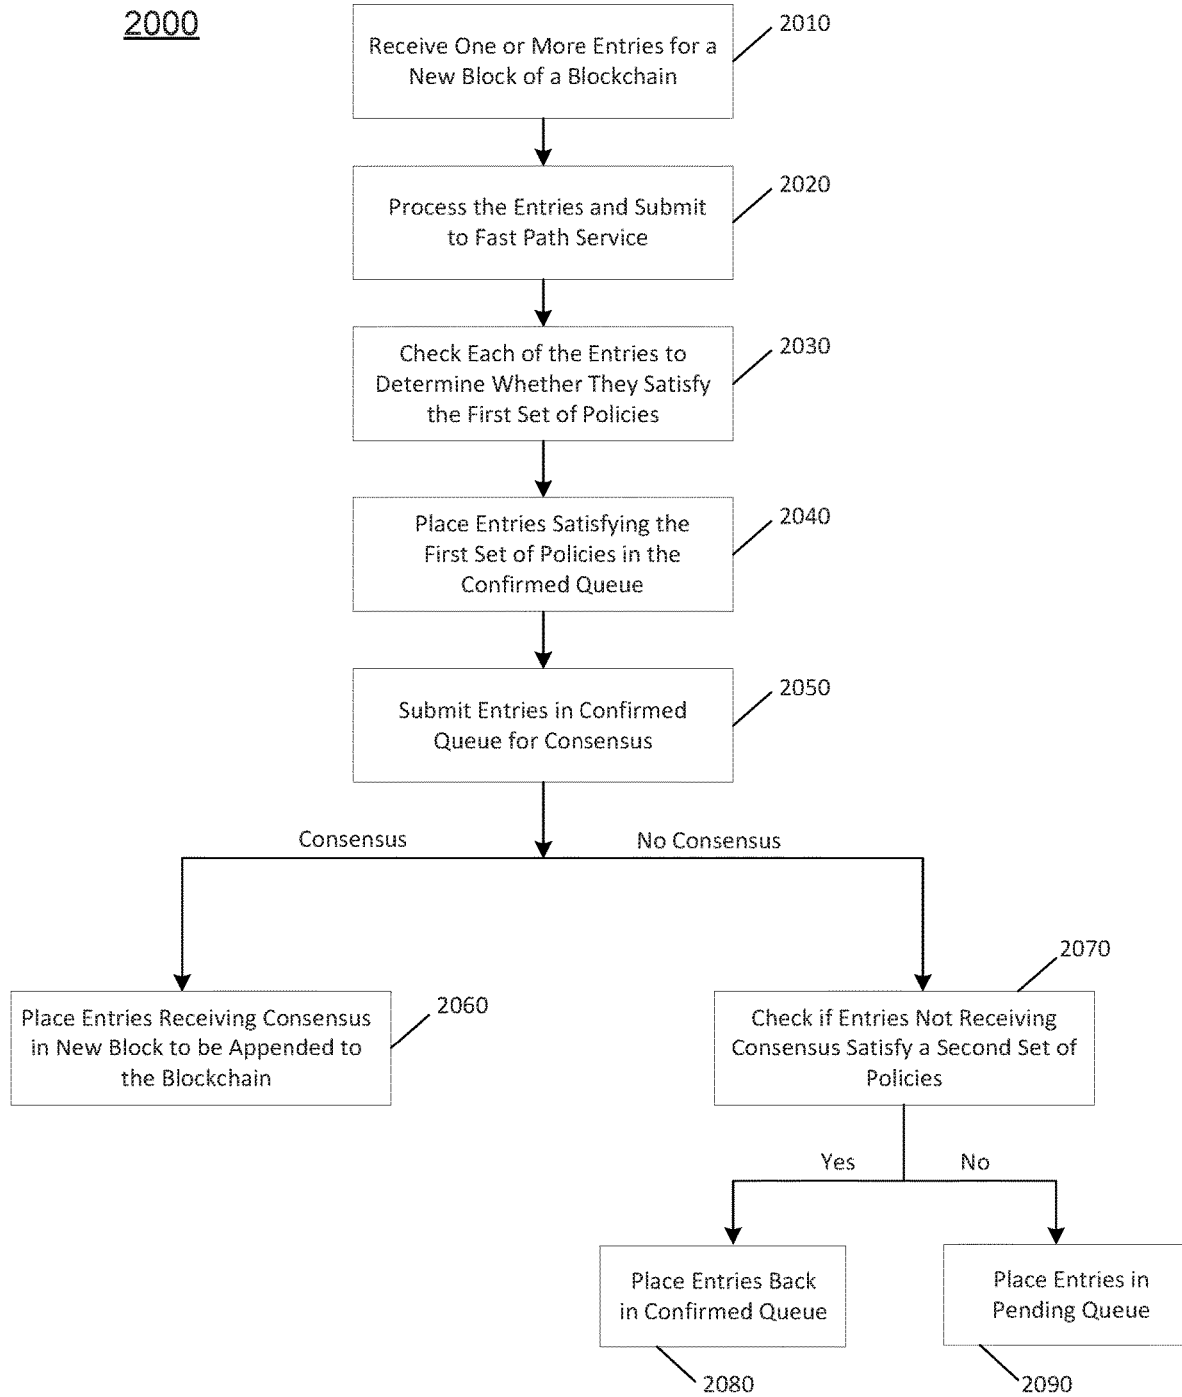 2000
Receive One or More Entries for a
New Block of a Blockchain
2010
Process the Entries and Submit
to Fast Path Service
2020
Check Each of the Entries to
Determine Whether They Satisfy
the First Set of Policies
2030
Place Entries Satisfying the
First Set of Policies in the
Confirmed Queue
2040
Submit Entries in Confirmed
Queue for Consensus
2050
Consensus
No Consensus
Place Entries Receiving Consensus
in New Block to be Appended to
the Blockchain
2060
Check if Entries Not Receiving
Consensus Satisfy a Second Set of
Policies
2070
Yes
No
Place Entries Back
in Confirmed Queue
2080
Place Entries in
Pending Queue
2090